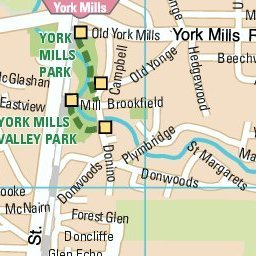 York Mills
YORK
MILLS
PARK
Old York Mills
York Mills R
Campbell
Old Yonge
Beechw
McGlashan
Hedgewood
Eastview
Mill
Brookfield
YORK MILLS
VALLEY PARK
Plymbridge
St Margarets
Donino
Donwoods
Donwoods
McNairn
Forest Glen
St.
Doncliffe
Glen Echo